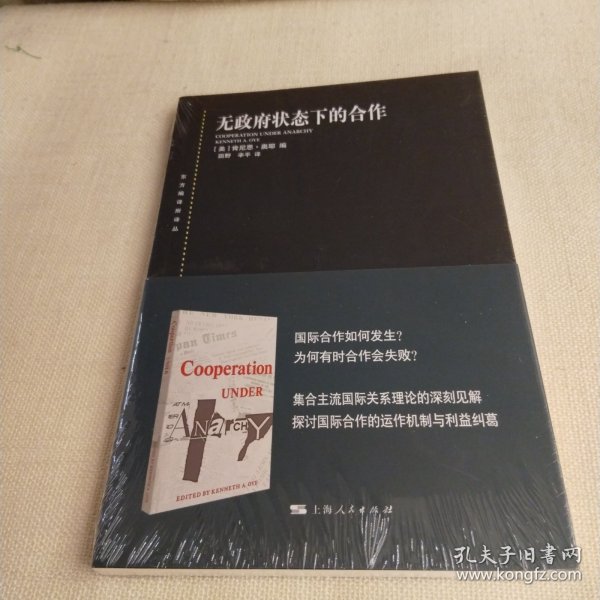 无政府状态下的合作
COOPERATION UNDER ANARCHY
KENNETH A. OYE
[美]肯尼思·奥耶 编
田野 辛平 译
东方编译所译丛
Cooperation
UNDER
ANARCHY
EDITED BY KENNETH A. OYE
国际合作如何发生?
为何有时合作会失败?
集合主流国际关系理论的深刻见解
探讨国际合作的运作机制与利益纠葛
上海人民出版社
孔夫子旧书网
www.kongfz.com